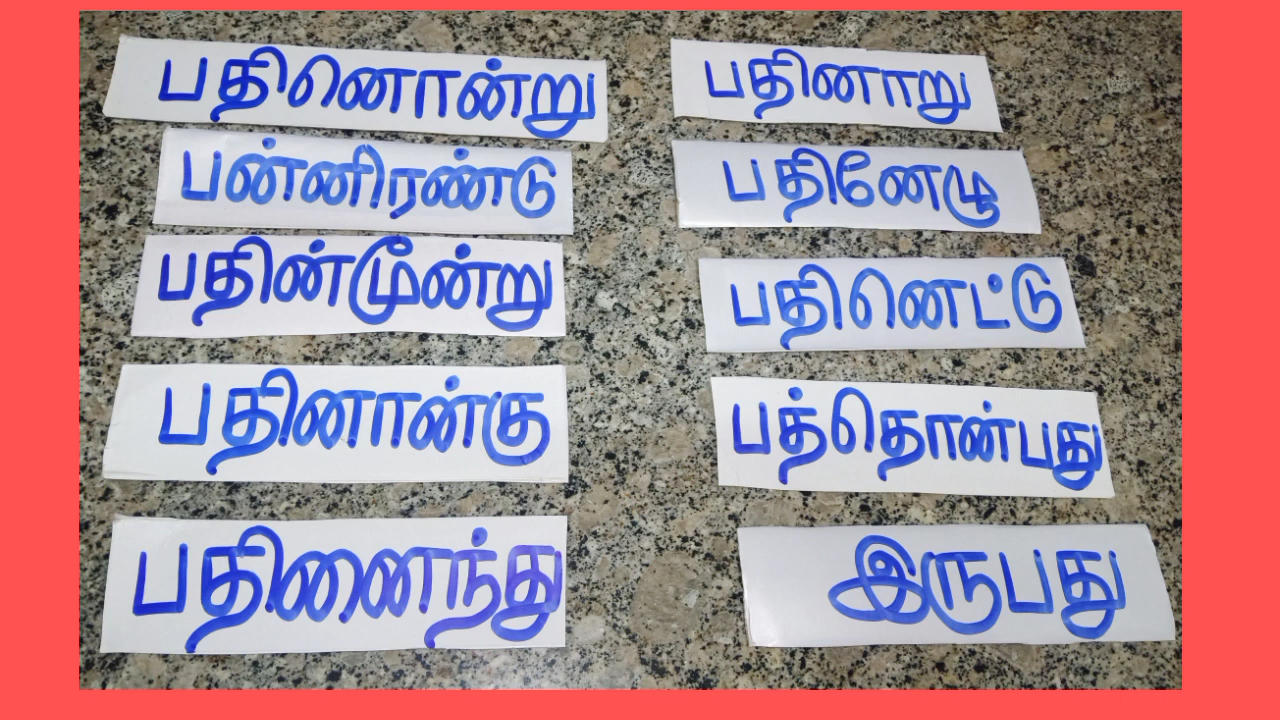 பதினொன்று
பன்னிரண்டு
பதின்மூன்று
பதினான்கு
பதினைந்து
பதினாறு
பதினேழு
பதினெட்டு
பத்தொன்பது
இருபது